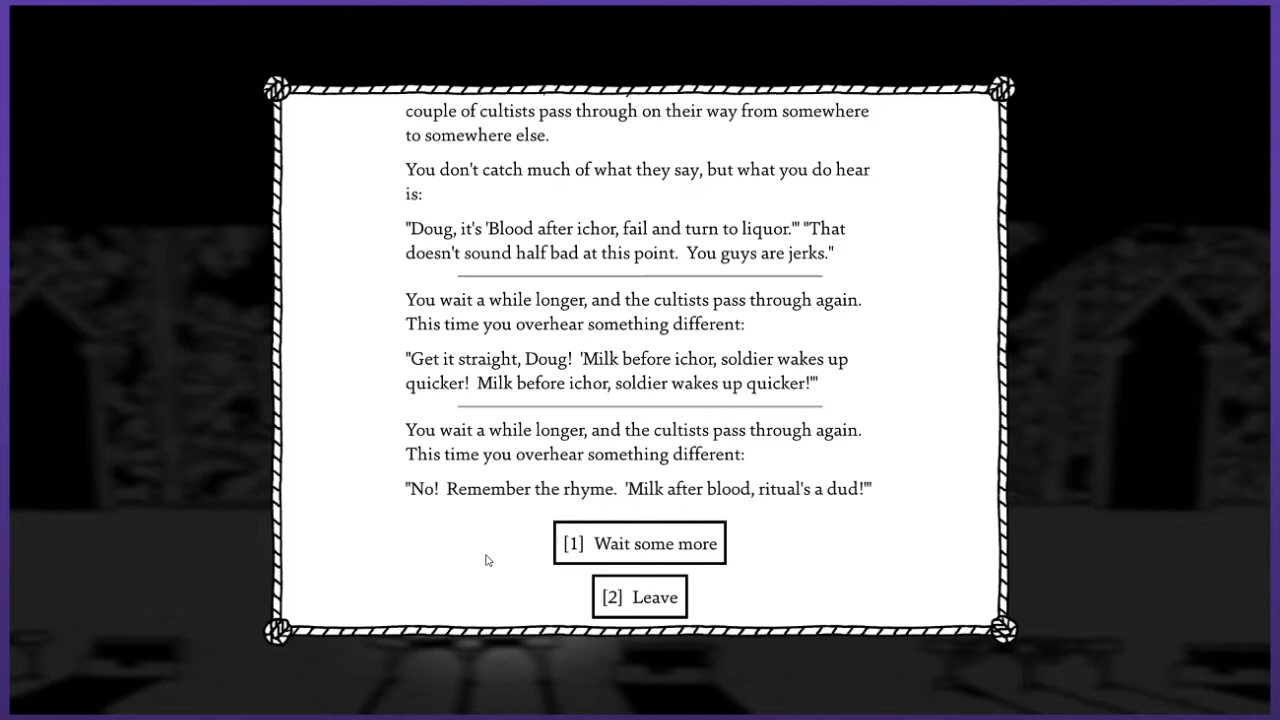 couple of cultists pass through on their way from somewhere
to somewhere else.
You don't catch much of what they say, but what you do hear
is:
"Doug, it's 'Blood after ichor, fail and turn to liquor.'" "That
doesn't sound half bad at this point.  You guys are jerks."
You wait a while longer, and the cultists pass through again.
This time you overhear something different:
"Get it straight, Doug!  'Milk before ichor, soldier wakes up
quicker!  Milk before ichor, soldier wakes up quicker!'"
You wait a while longer, and the cultists pass through again.
This time you overhear something different:
"No!  Remember the rhyme.  'Milk after blood, ritual's a dud!'"
[1]  Wait some more
[2]  Leave